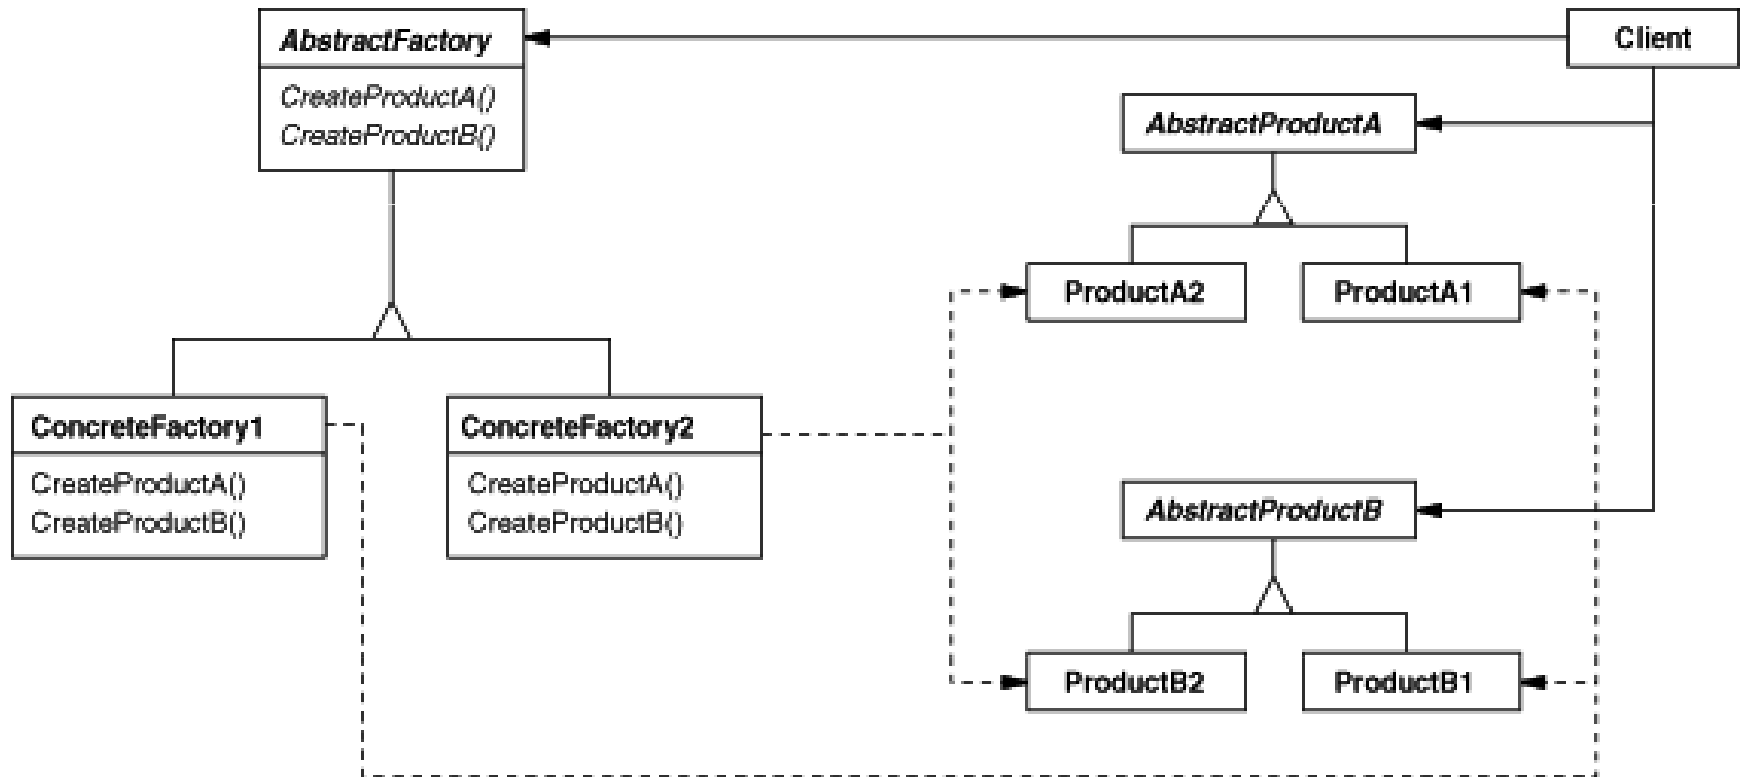 AbstractFactory
CreateProductA()
CreateProductB()
Client
AbstractProductA
ProductA2
ProductA1
ConcreteFactory1
CreateProductA()
CreateProductB()
ConcreteFactory2
CreateProductA()
CreateProductB()
AbstractProductB
ProductB2
ProductB1